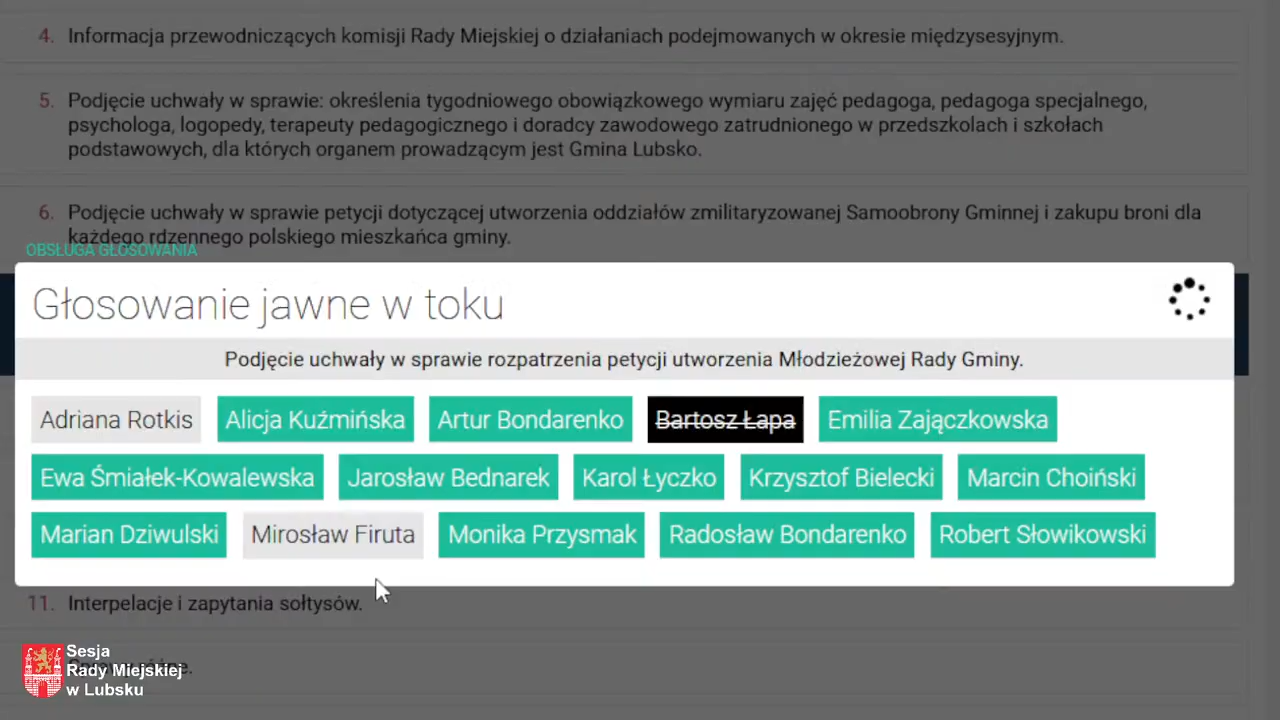 4. Informacja przewodniczących komisji Rady Miejskiej o działaniach podejmowanych w okresie międzysesyjnym.
5. Podjęcie uchwały w sprawie: określenia tygodniowego obowiązkowego wymiaru zajęć pedagoga, pedagoga specjalnego,
psychologa, logopedy, terapeuty pedagogicznego i doradcy zawodowego zatrudnionego w przedszkolach i szkołach
podstawowych, dla których organem prowadzącym jest Gmina Lubsko.
6. Podjęcie uchwały w sprawie petycji dotyczącej utworzenia oddziałów zmilitaryzowanej Samoobrony Gminnej i zakupu broni dla
każdego rdzennego polskiego mieszkańca gminy.
OBSŁUGA GŁOSOWANIA
Głosowanie jawne w toku
Podjęcie uchwały w sprawie rozpatrzenia petycji utworzenia Młodzieżowej Rady Gminy.
Adriana Rotkis Alicja Kuźmińska Artur Bondarenko Bartosz Łapa Emilia Zajączkowska
Ewa Śmiałek-Kowalewska Jarosław Bednarek Karol Łyczko Krzysztof Bielecki Marcin Choiński
Marian Dziwulski Mirosław Firuta Monika Przysmak Radosław Bondarenko Robert Słowikowski
11. Interpelacje i zapytania sołtysów.
Sesja
Rady Miejskiej
w Lubsku